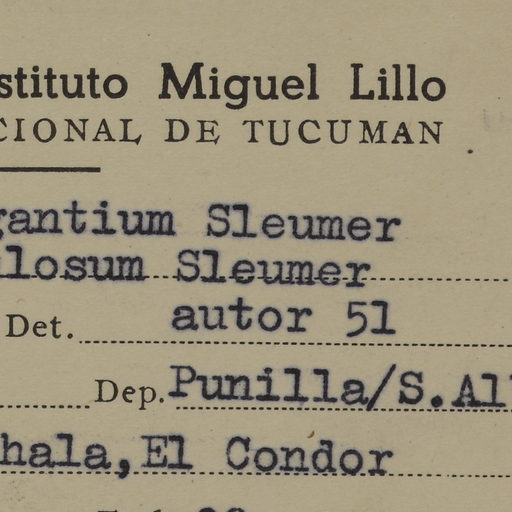 stituto Miguel Lillo
CIONAL DE TUCUMAN
gantium Sleumer
losum Sleumer
Det. autor 51
Dep. Punilla/S.Al
hala, El Condor